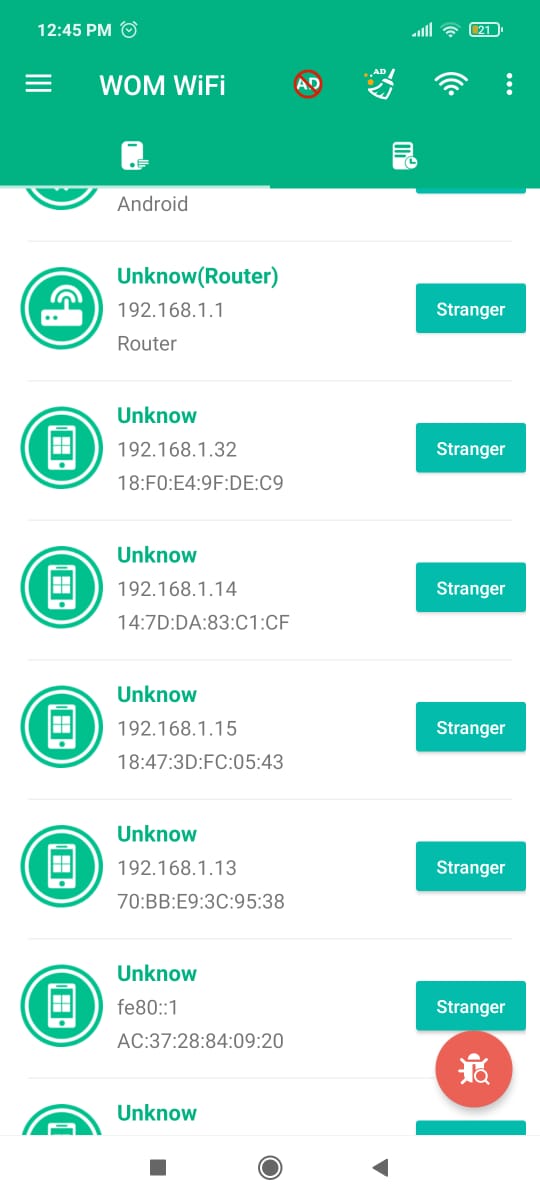 12:45 PM
21
WOM WiFi
AD
AD
Android
Unknow(Router)
192.168.1.1
Router
Stranger
Unknow
192.168.1.32
18:F0:E4:9F:DE:C9
Stranger
Unknow
192.168.1.14
14:7D:DA:83:C1:CF
Stranger
Unknow
192.168.1.15
18:47:3D:FC:05:43
Stranger
Unknow
192.168.1.13
70:BB:E9:3C:95:38
Stranger
Unknow
fe80::1
AC:37:28:84:09:20
Stranger
Unknow